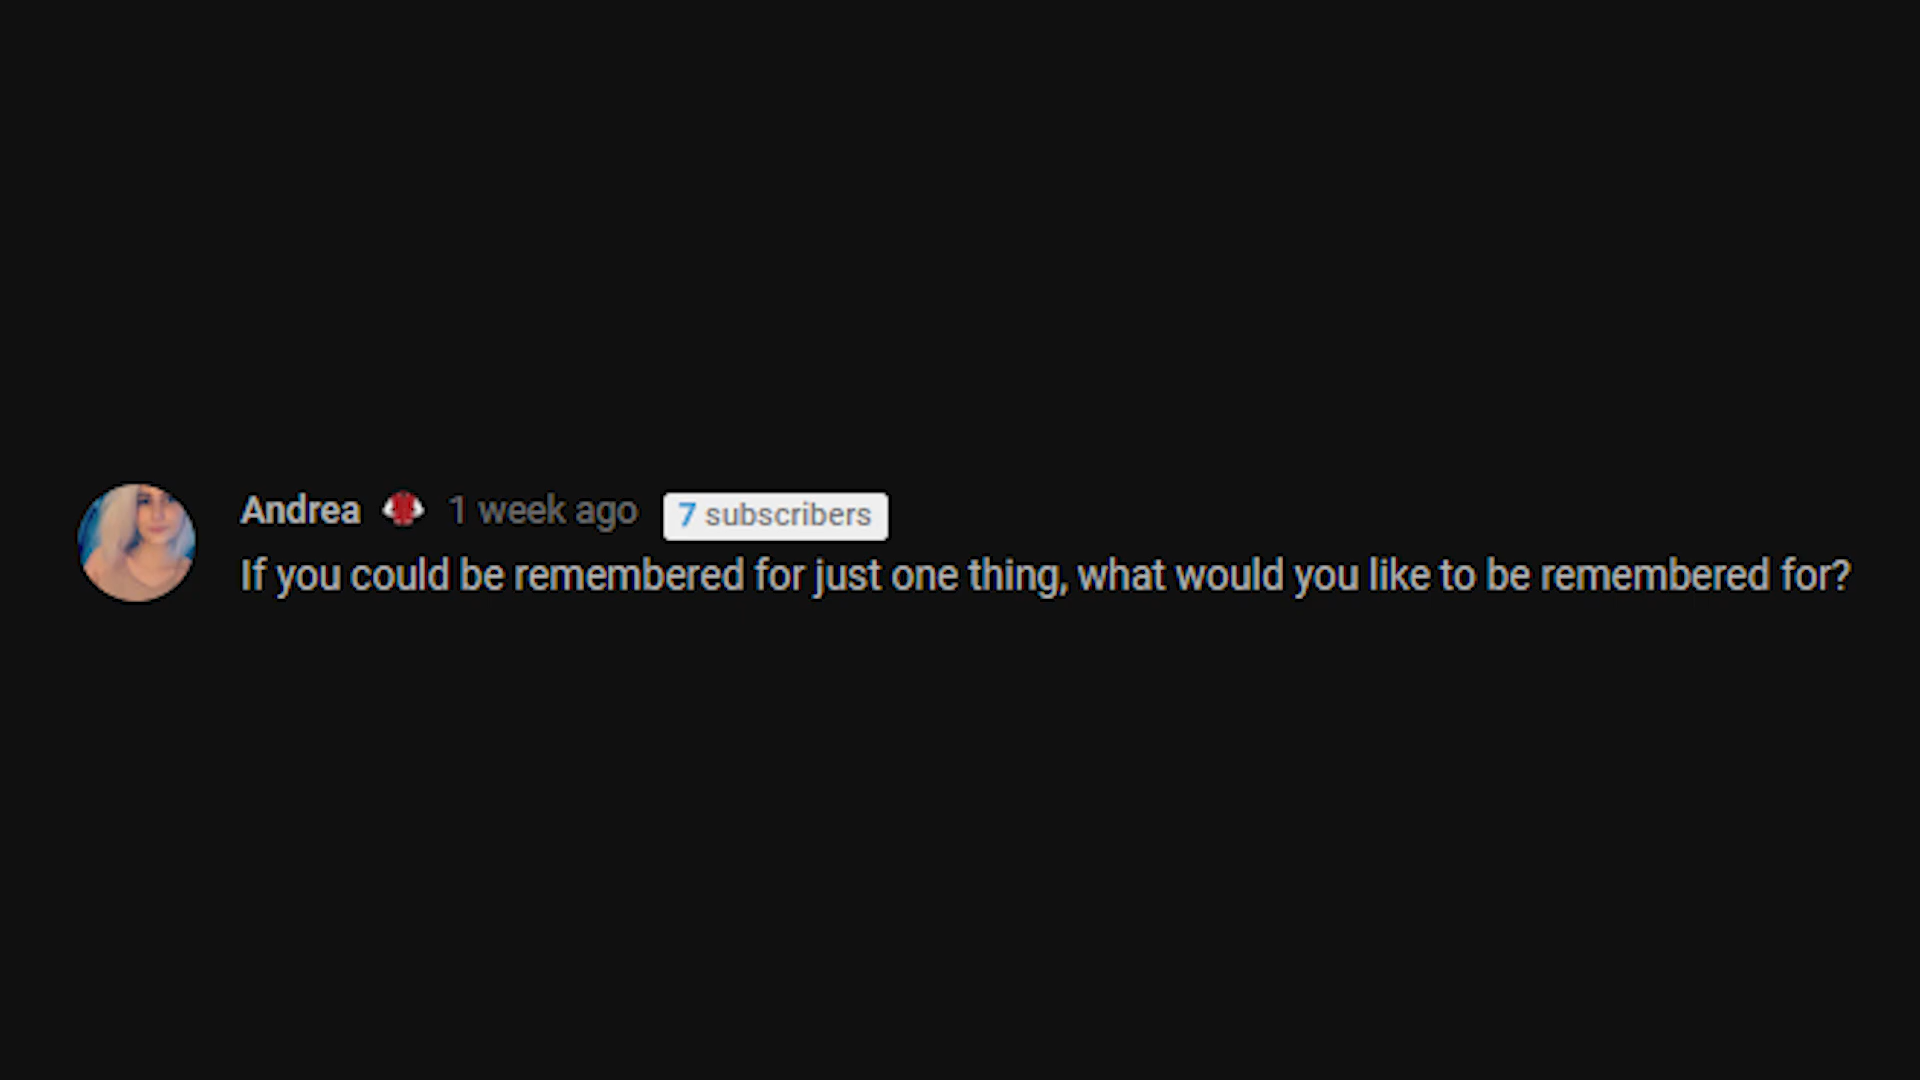 Andrea 1 week ago 7 subscribers
If you could be remembered for just one thing, what would you like to be remembered for?